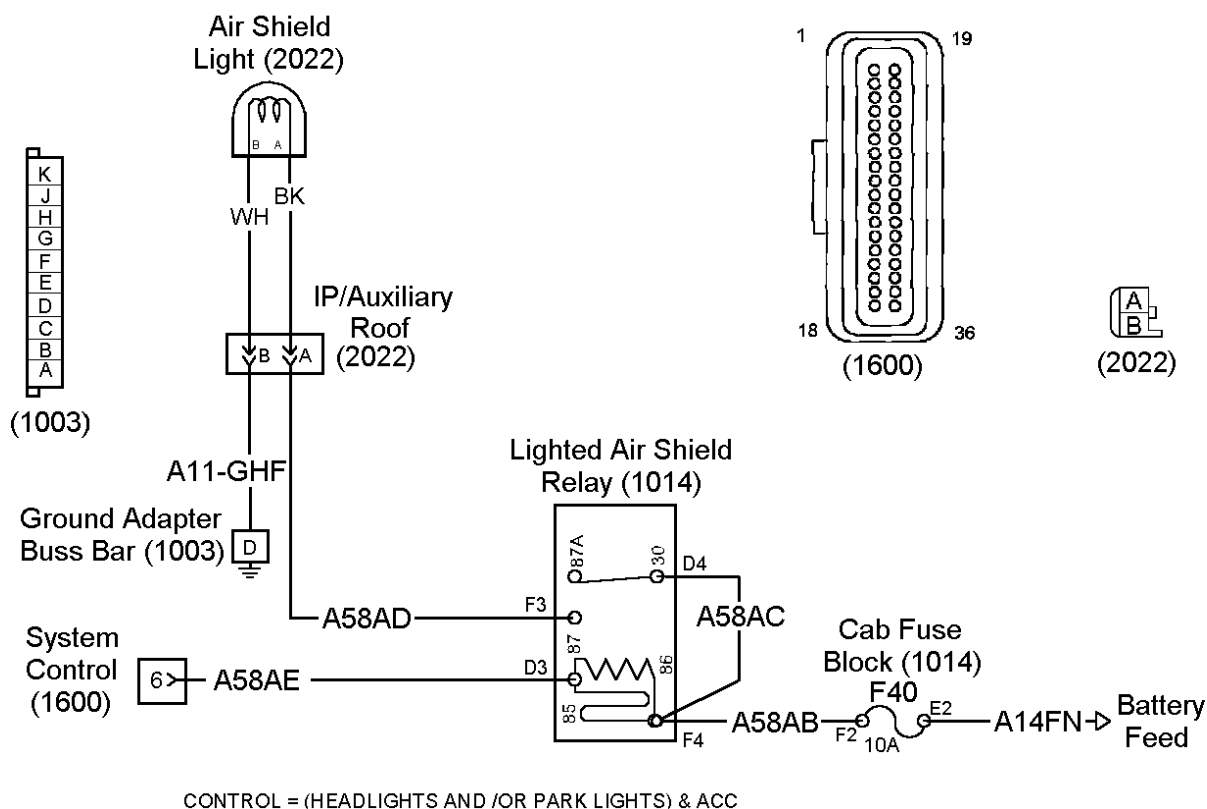 Air Shield
Light (2022)
B A
WH
BK
K
J
H
G
F
E
D
C
B
A
(1003)
IP/Auxiliary
Roof
(2022)
B
A
A11-GHF
Ground Adapter
Buss Bar (1003)
D
1
19
18
36
(1600)
A
B
(2022)
Lighted Air Shield
Relay (1014)
87A
30
D4
A58AC
F3
A58AD
87
86
D3
85
F4
System
Control
(1600)
6
A58AE
Cab Fuse
Block (1014)
F40
A58AB
F2
10A
E2
A14FN
Battery
Feed
CONTROL = (HEADLIGHTS AND /OR PARK LIGHTS) & ACC